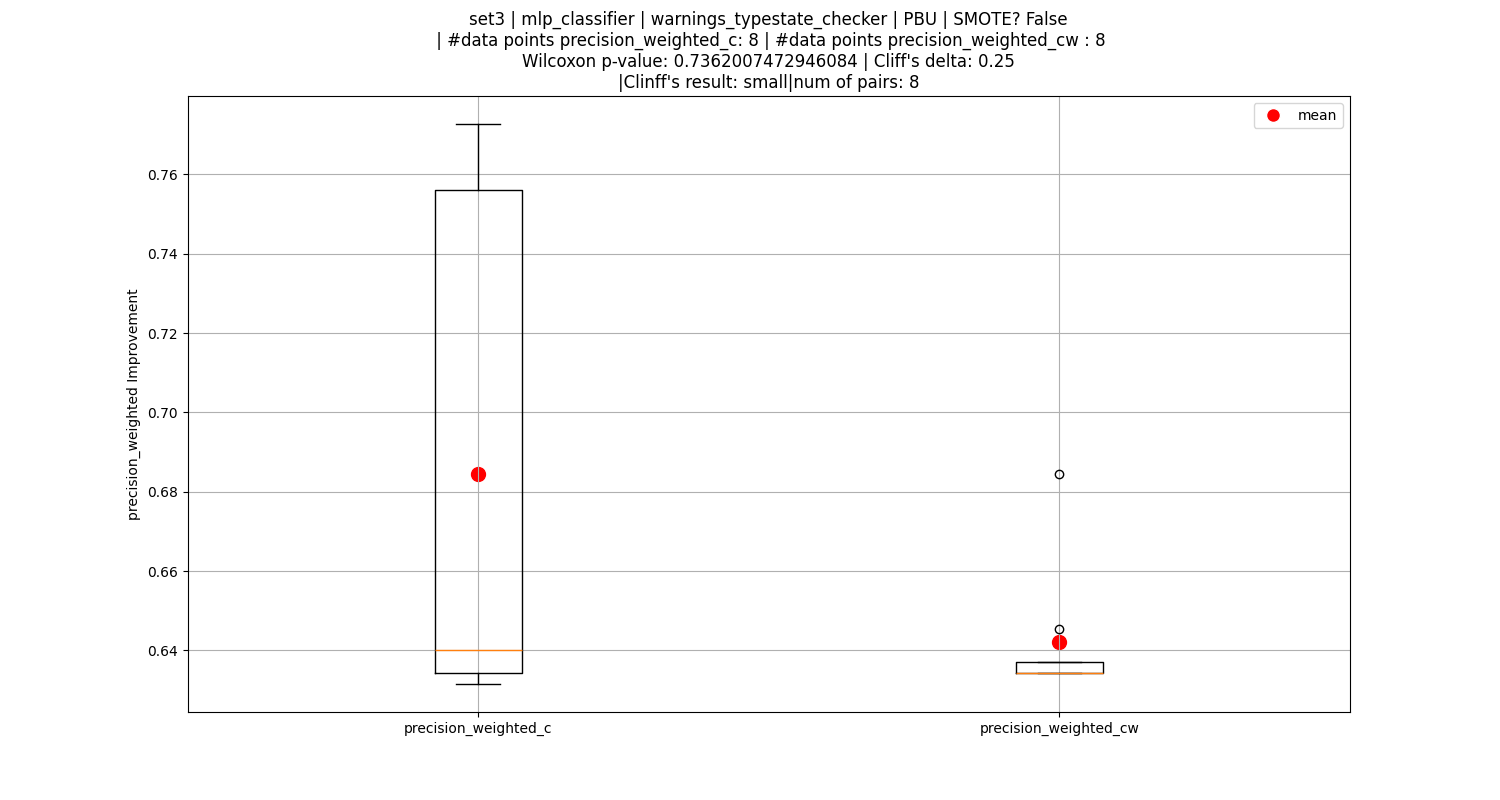 set3 | mlp_classifier | warnings_typestate_checker | PBU | SMOTE? False
| #data points precision_weighted_c: 8 | #data points precision_weighted_cw : 8
Wilcoxon p-value: 0.7362007472946084 | Cliff's delta: 0.25
|Clinff's result: small|num of pairs: 8
mean
0.76
0.74
0.72
0.70
0.68
0.66
0.64
precision_weighted Improvement
precision_weighted_c
precision_weighted_cw